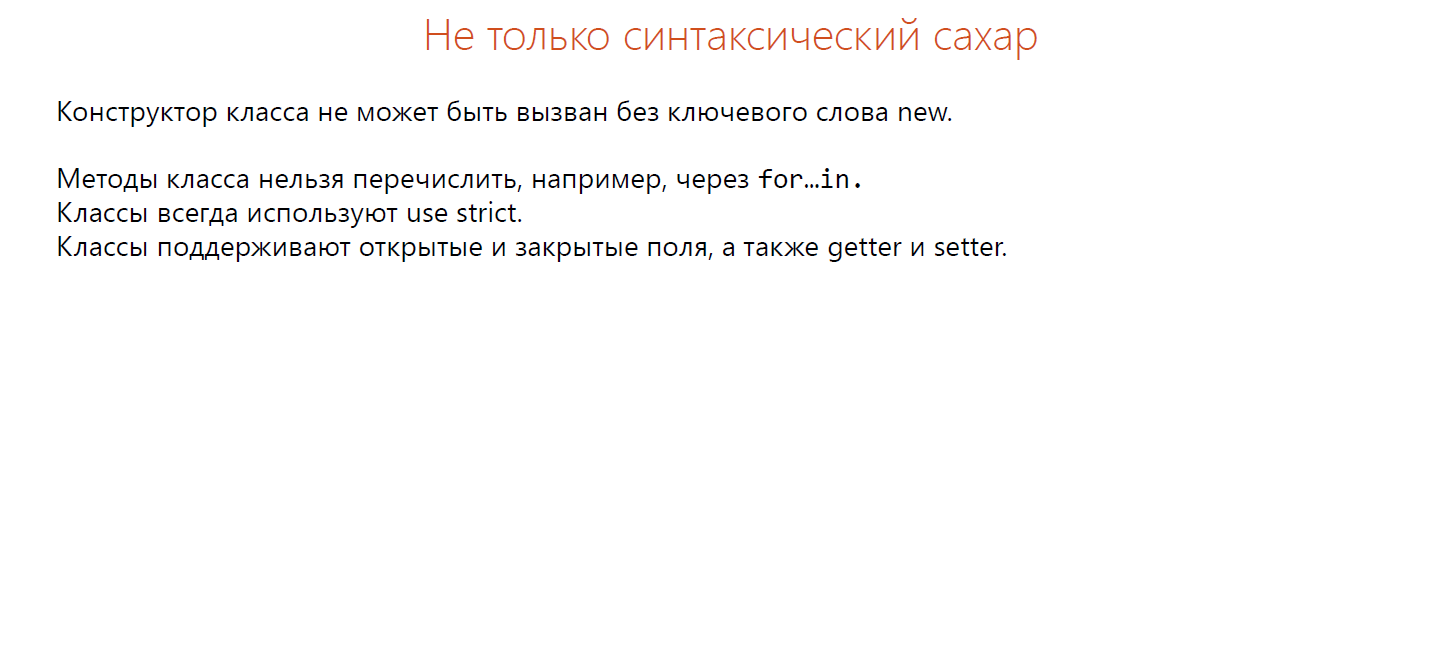 Не только синтаксический сахар
Конструктор класса не может быть вызван без ключевого слова new.
Методы класса нельзя перечислить, например, через for…in.
Классы всегда используют use strict.
Классы поддерживают открытые и закрытые поля, а также getter и setter.